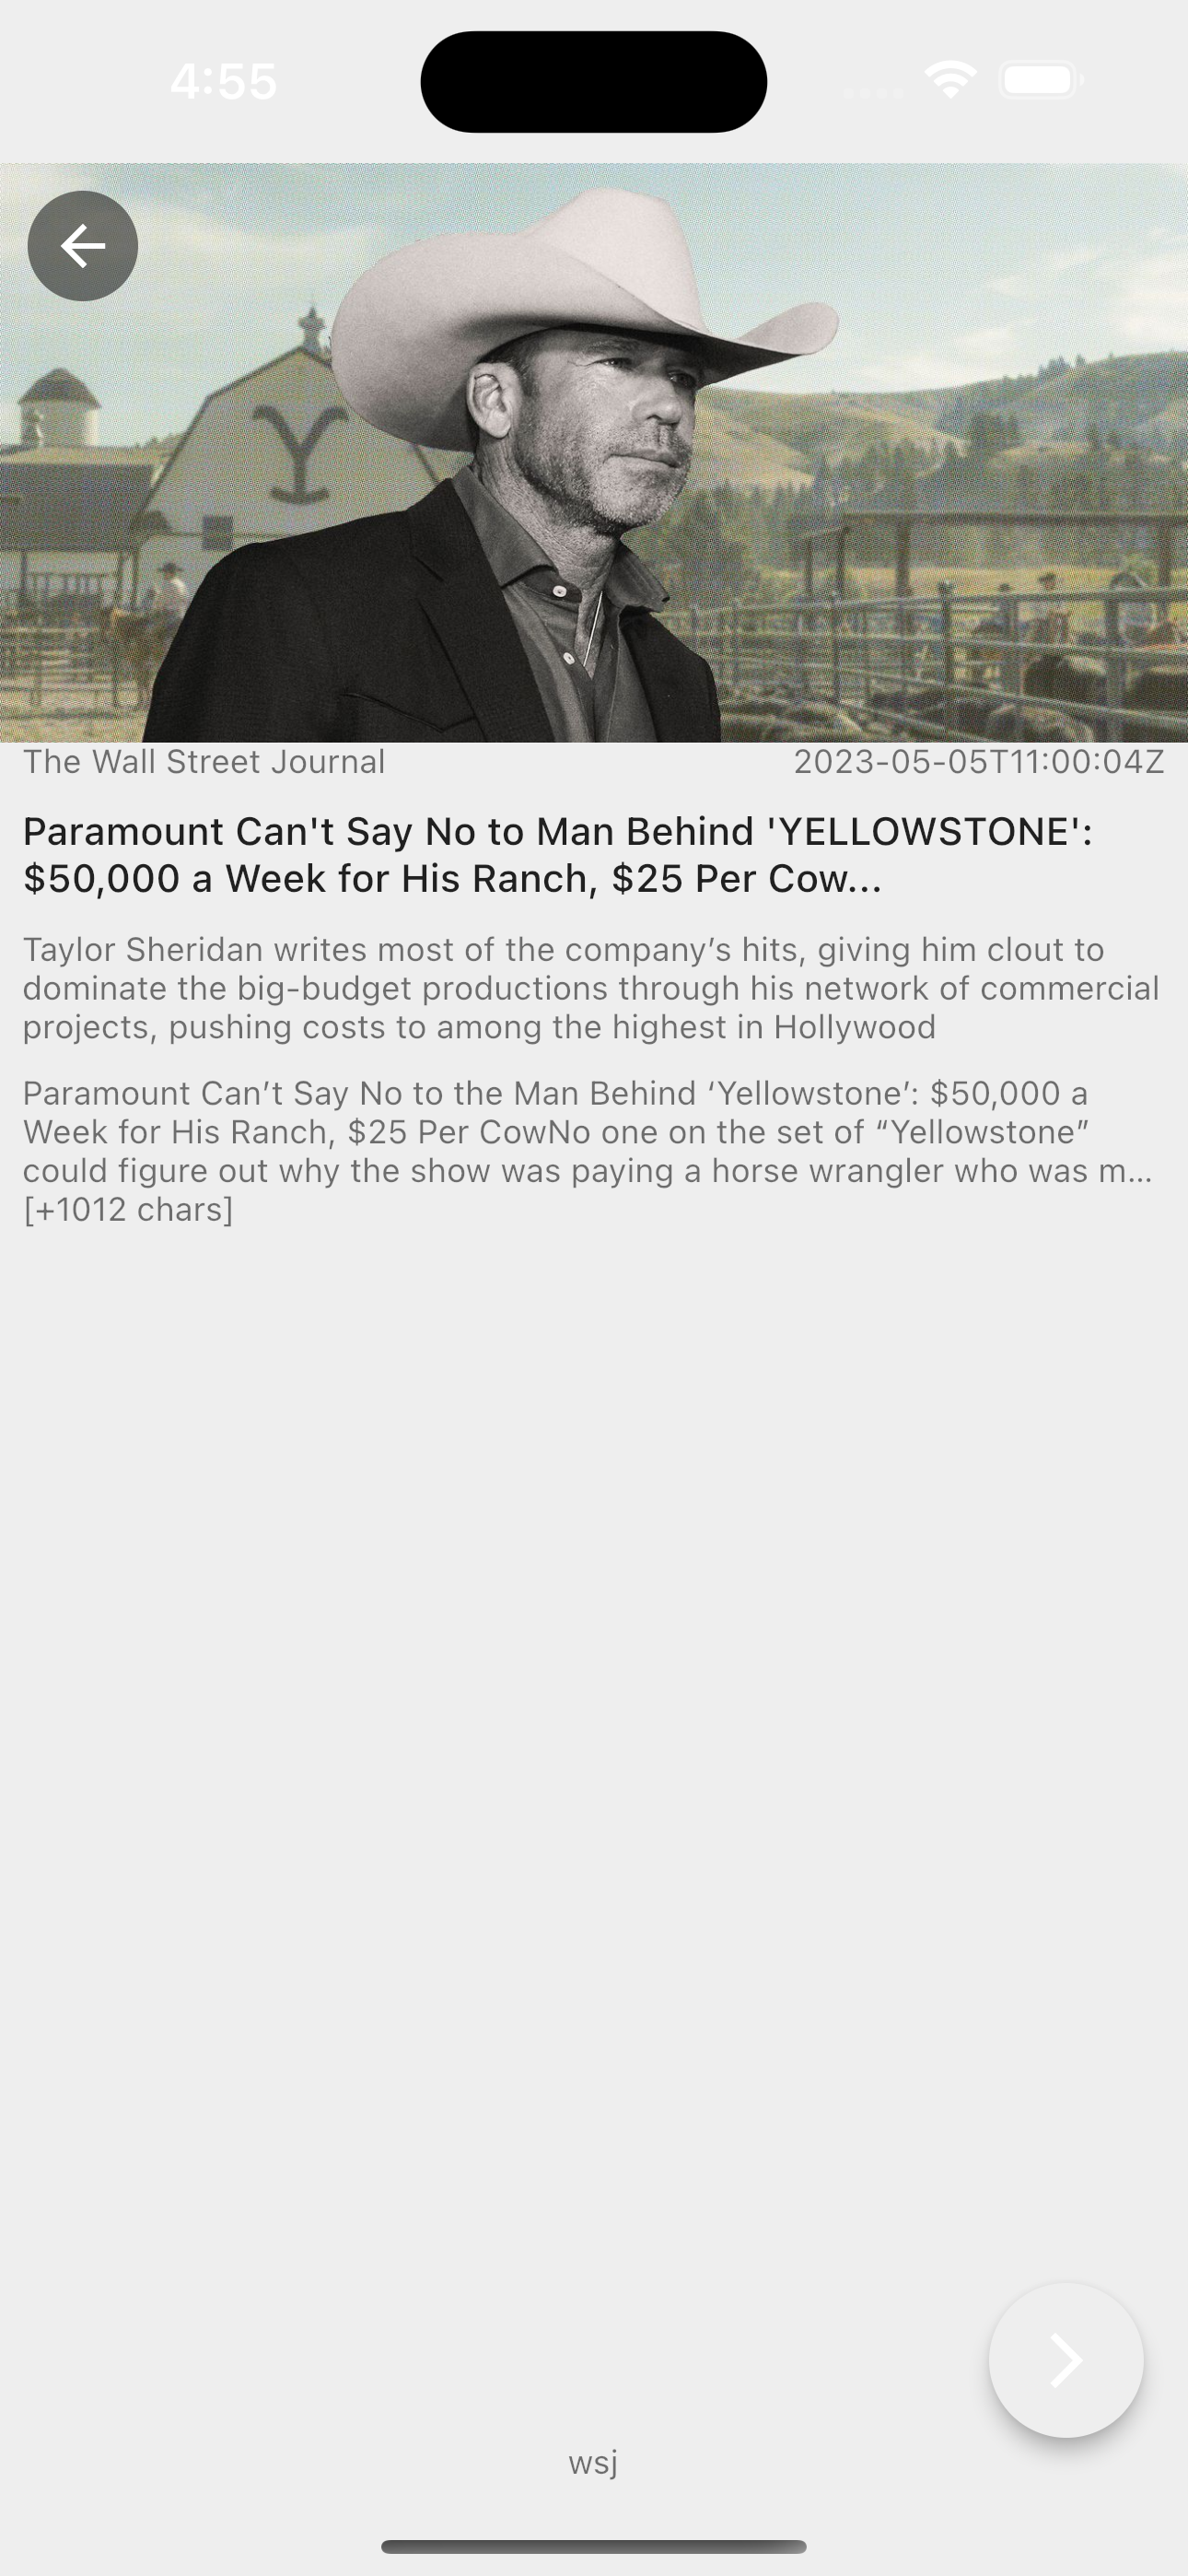 4:55
The Wall Street Journal
2023-05-05T11:00:04Z
Paramount Can't Say No to Man Behind 'YELLOWSTONE':
$50,000 a Week for His Ranch, $25 Per Cow...
Taylor Sheridan writes most of the company’s hits, giving him clout to
dominate the big-budget productions through his network of commercial
projects, pushing costs to among the highest in Hollywood
Paramount Can’t Say No to the Man Behind ‘Yellowstone’: $50,000 a
Week for His Ranch, $25 Per CowNo one on the set of “Yellowstone”
could figure out why the show was paying a horse wrangler who was m…
[+1012 chars]
wsj